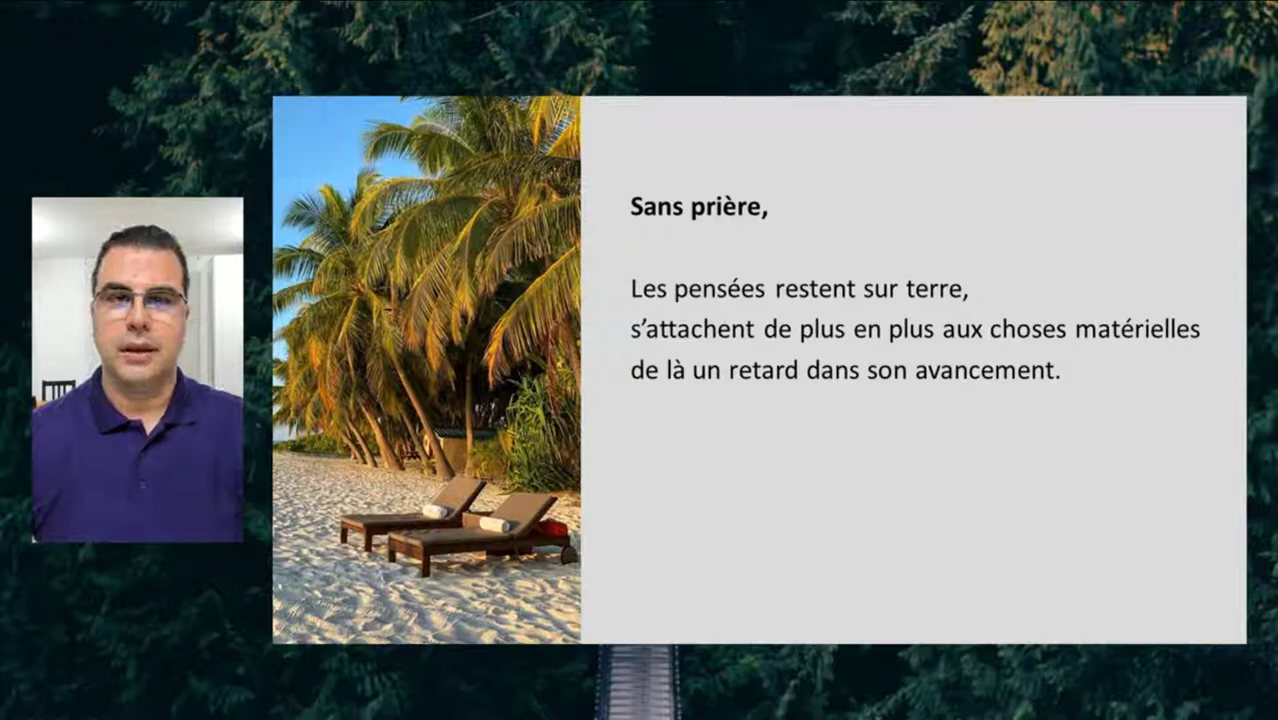 Sans prière,
Les pensées restent sur terre,
s’attachent de plus en plus aux choses matérielles
de là un retard dans son avancement.